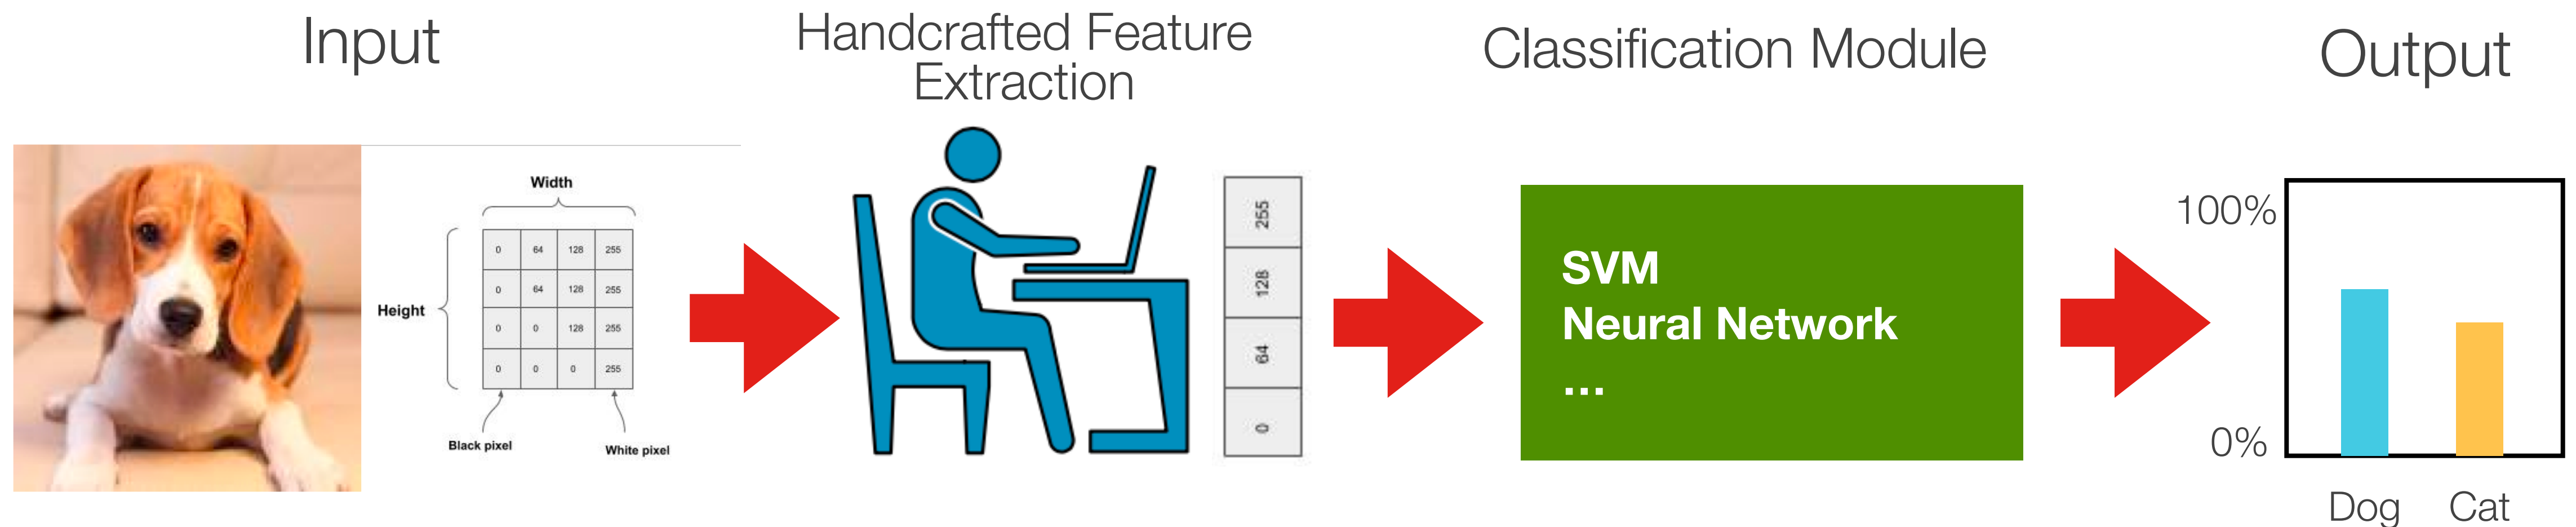 Input
Handcrafted Feature
Extraction
Classification Module
Output
Width
Height
0 64 128 255
0 64 128 255
0 0 128 255
0 0 0 255
Black pixel
White pixel
255
128
64
0
SVM
Neural Network
...
100%
0%
Dog Cat